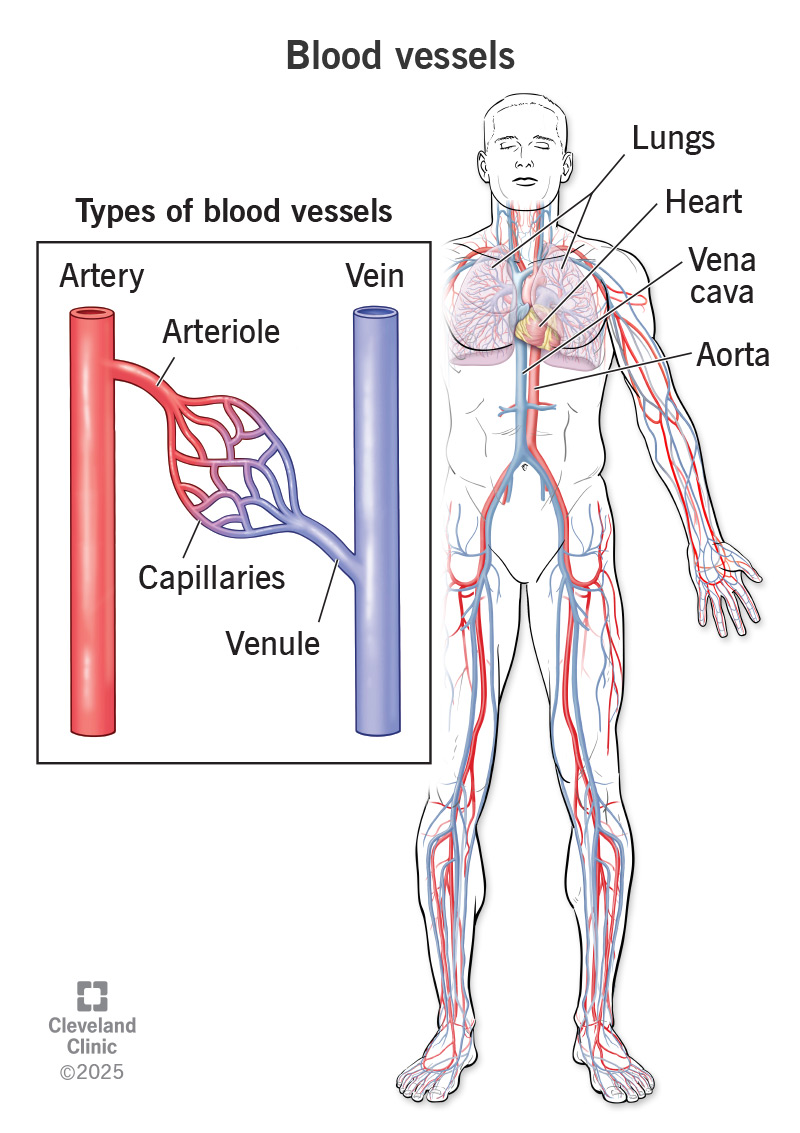 Blood vessels
Types of blood vessels
Artery
Vein
Arteriole
Capillaries
Venule
Lungs
Heart
Vena
cava
Aorta
Cleveland
Clinic
©2025